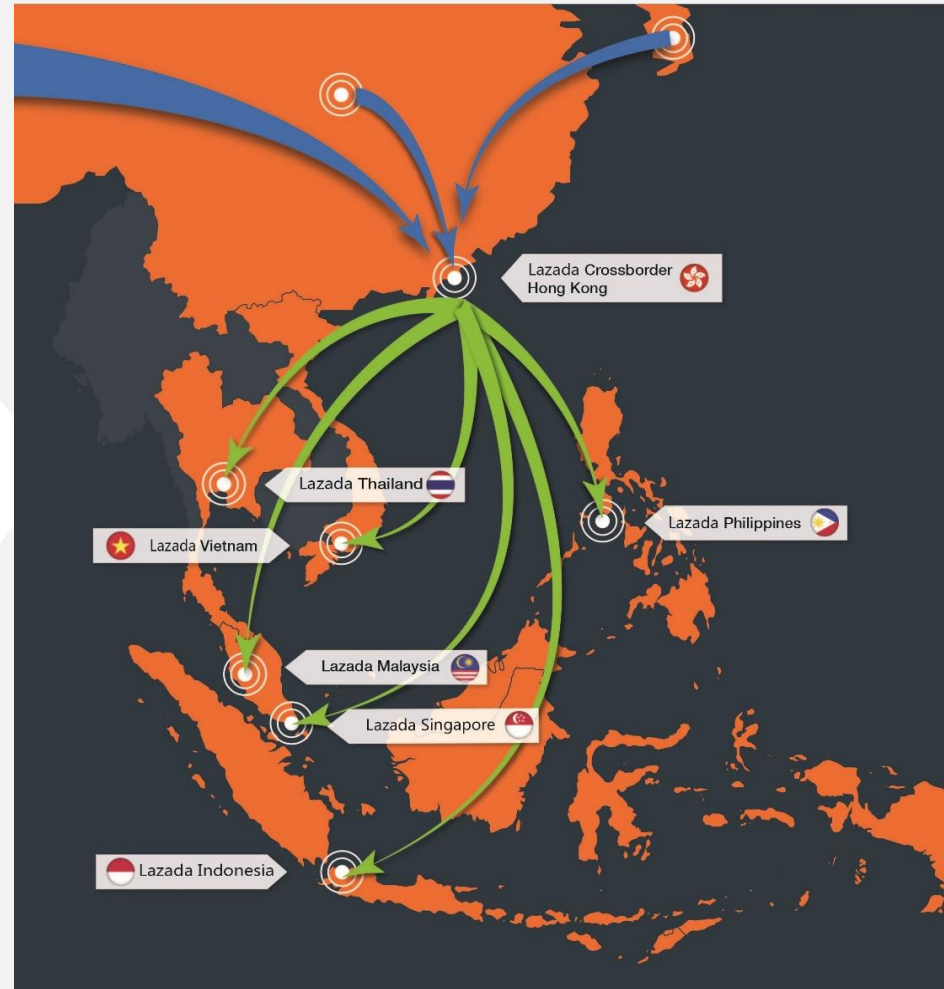 Lazada Crossborder
Hong Kong
Lazada Thailand
Lazada Philippines
Lazada Vietnam
Lazada Malaysia
Lazada Singapore
Lazada Indonesia